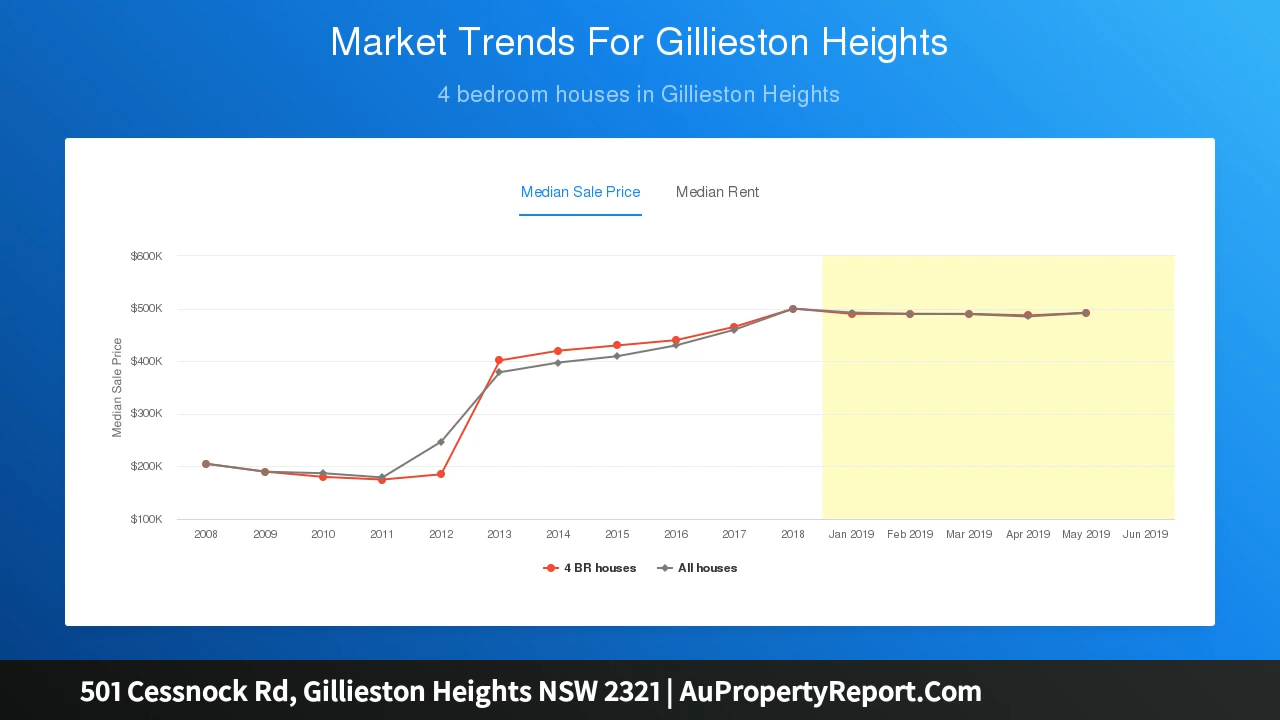 Market Trends For Gillieston Heights
4 bedroom houses in Gillieston Heights
Median Sale Price Median Rent
$600K
$500K
$400K
$300K
$200K
$100K
Median Sale Price
2008 2009 2010 2011 2012 2013 2014 2015 2016 2017 2018 Jan 2019 Feb 2019 Mar 2019 Apr 2019 May 2019 Jun 2019
4 BR houses All houses
501 Cessnock Rd, Gillieston Heights NSW 2321 | AuPropertyReport.Com